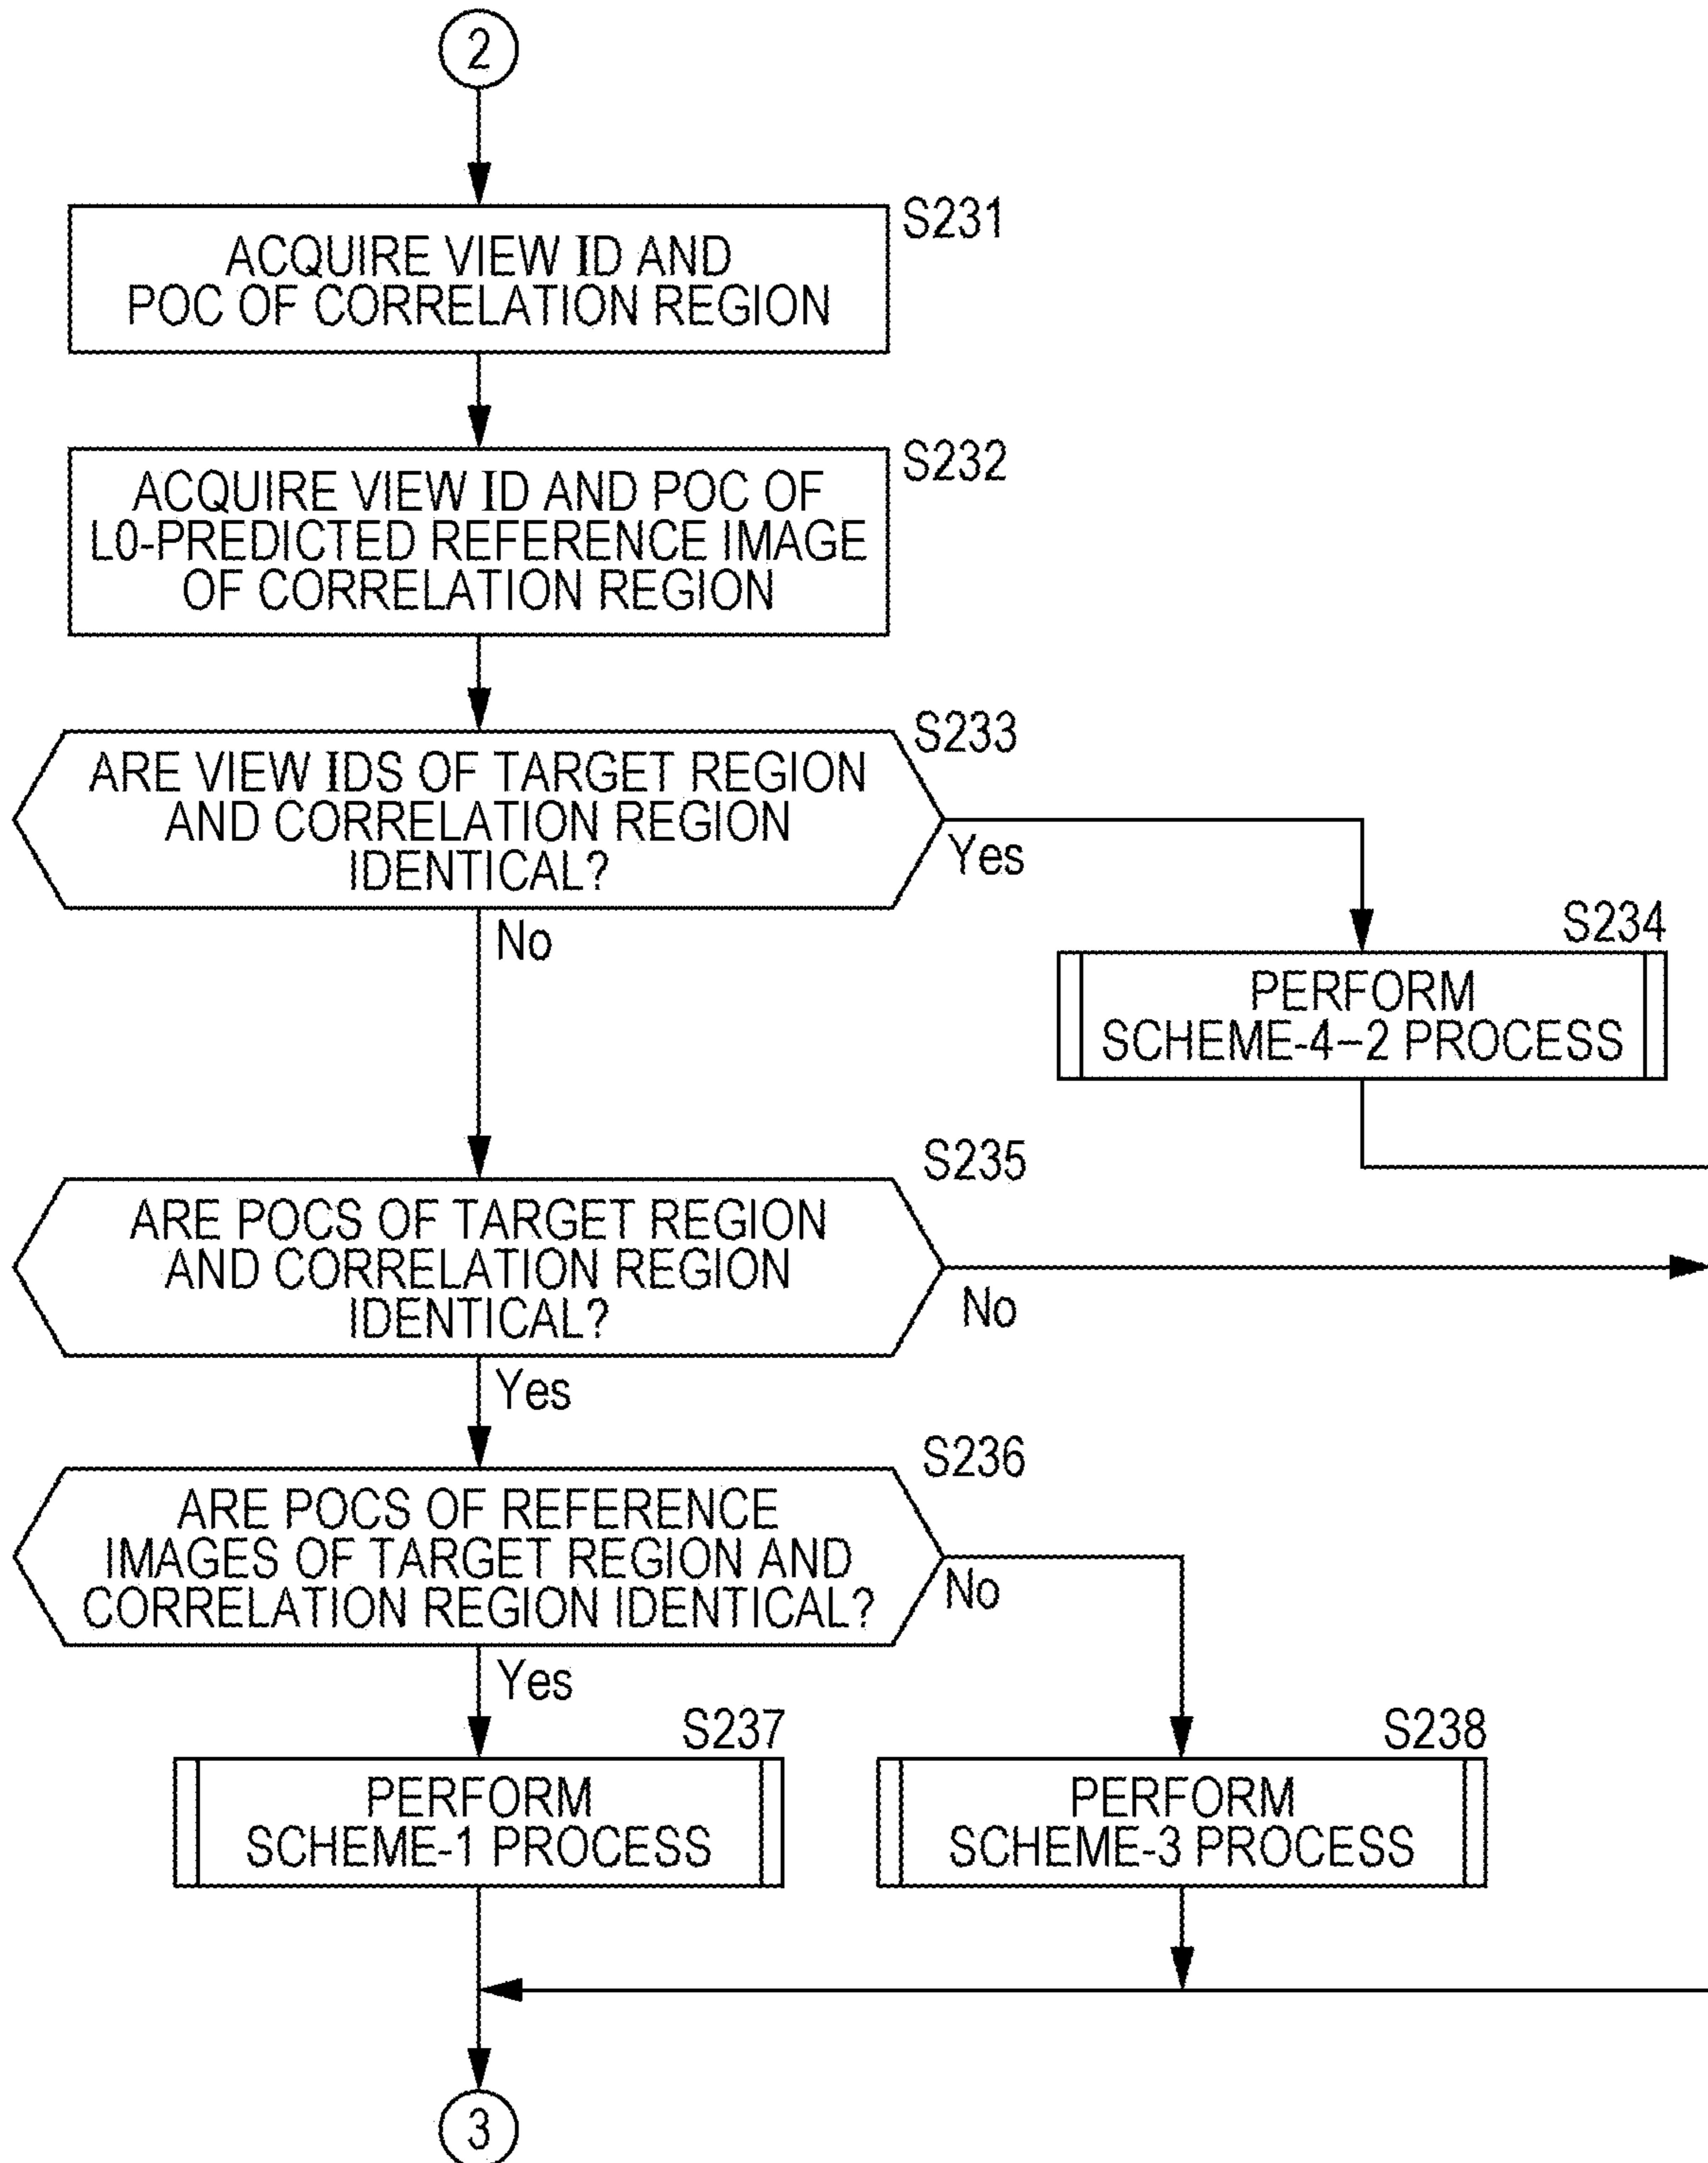 2
S231
ACQUIRE VIEW ID AND
POC OF CORRELATION REGION
S232
ACQUIRE VIEW ID AND POC OF
L0-PREDICTED REFERENCE IMAGE
OF CORRELATION REGION
S233
ARE VIEW IDS OF TARGET REGION
AND CORRELATION REGION
IDENTICAL?
Yes
No
S234
PERFORM
SCHEME-4-2 PROCESS
S235
ARE POCS OF TARGET REGION
AND CORRELATION REGION
IDENTICAL?
No
Yes
S236
ARE POCS OF REFERENCE
IMAGES OF TARGET REGION AND
CORRELATION REGION IDENTICAL?
No
Yes
S237
PERFORM
SCHEME-1 PROCESS
S238
PERFORM
SCHEME-3 PROCESS
3